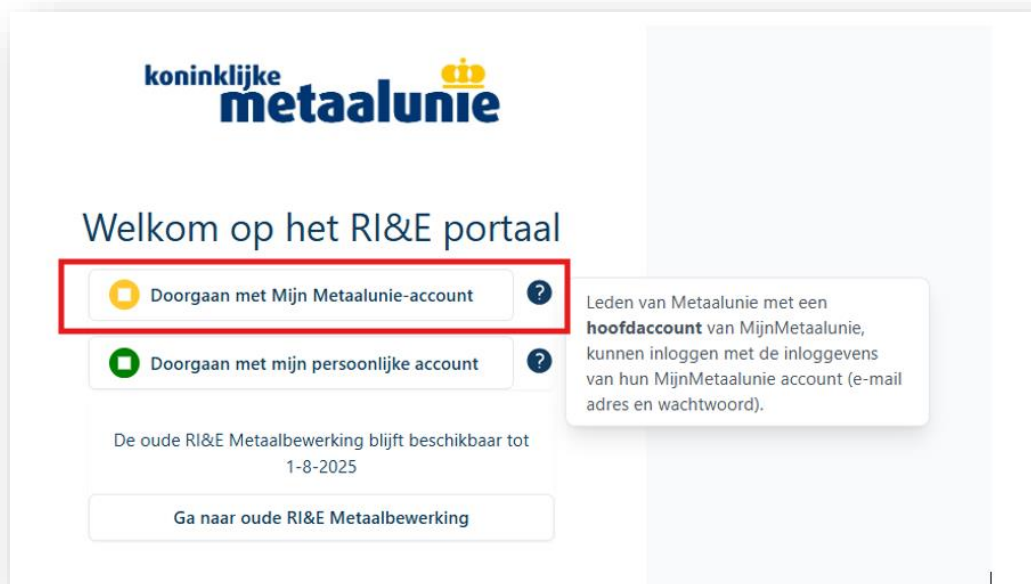 koninklijke
metaalunie
Welkom op het RI&E portaal
Doorgaan met Mijn Metaalunie-account
?
Leden van Metaalunie met een
hoofdaccount van MijnMetaalunie,
kunnen inloggen met de inloggevens
van hun MijnMetaalunie account (e-mail
adres en wachtwoord).
Doorgaan met mijn persoonlijke account
?
De oude RI&E Metaalbewerking blijft beschikbaar tot
1-8-2025
Ga naar oude RI&E Metaalbewerking